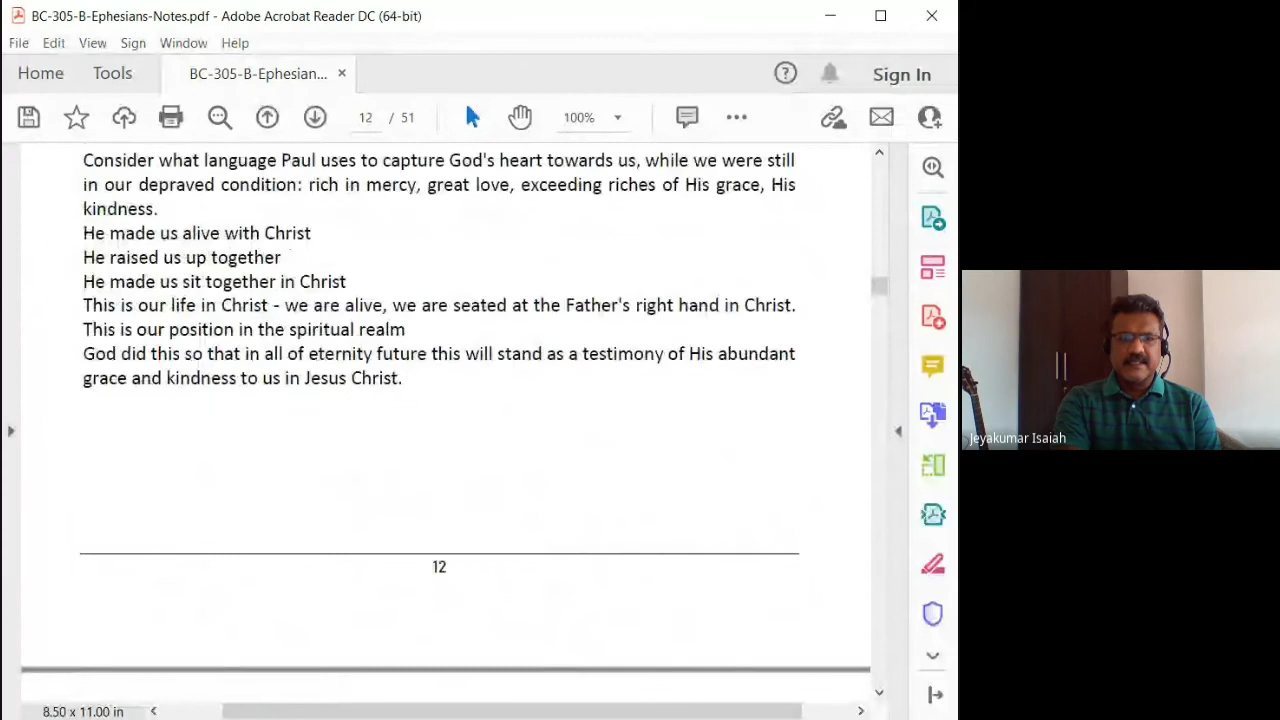 BC-305-B-Ephesians-Notes.pdf - Adobe Acrobat Reader DC (64-bit)
File Edit View Sign Window Help
Home Tools BC-305-B-Ephesian... × Sign In
12 / 51 100%
Consider what language Paul uses to capture God's heart towards us, while we were still
in our depraved condition: rich in mercy, great love, exceeding riches of His grace, His
kindness.
He made us alive with Christ
He raised us up together
He made us sit together in Christ
This is our life in Christ - we are alive, we are seated at the Father's right hand in Christ.
This is our position in the spiritual realm
God did this so that in all of eternity future this will stand as a testimony of His abundant
grace and kindness to us in Jesus Christ.
12
8.50 x 11.00 in
Jeyakumar Isaiah